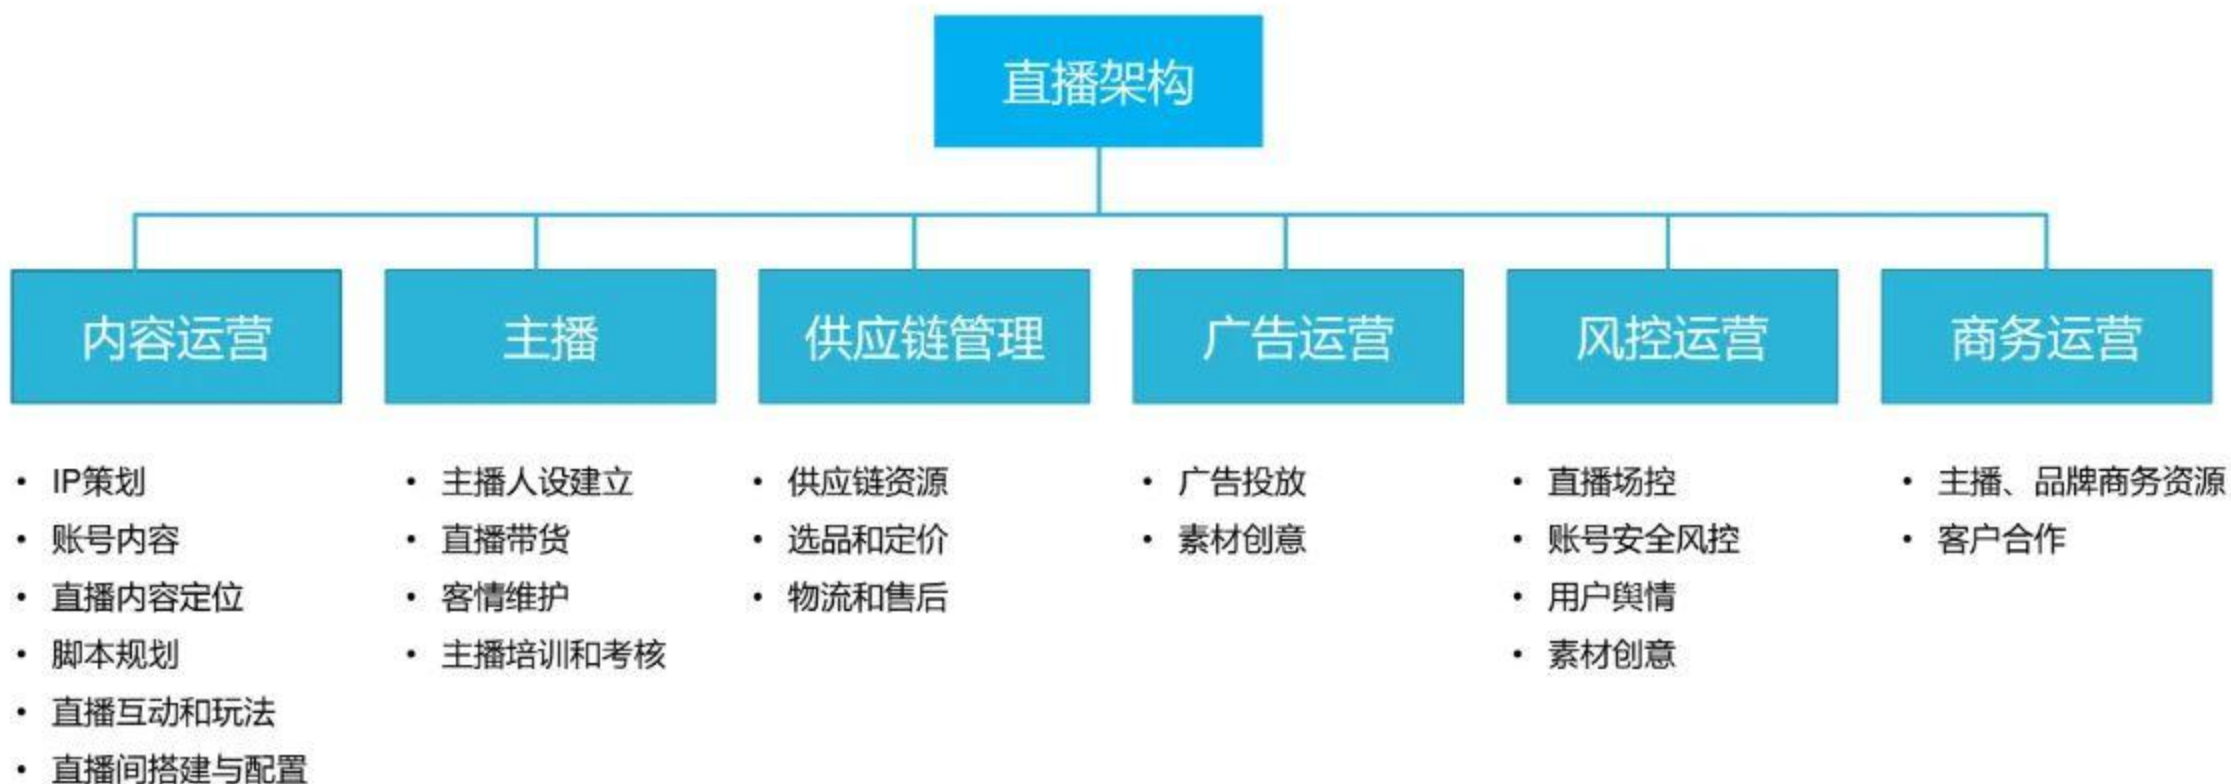 直播架构
内容运营
主播
供应链管理
广告运营
风控运营
商务运营
• IP策划
• 账号内容
• 直播内容定位
• 脚本规划
• 直播互动和玩法
• 直播间搭建与配置
• 主播人设建立
• 直播带货
• 客情维护
• 主播培训和考核
• 供应链资源
• 选品和定价
• 物流和售后
• 广告投放
• 素材创意
• 直播场控
• 账号安全风控
• 用户舆情
• 素材创意
• 主播、品牌商务资源
• 客户合作